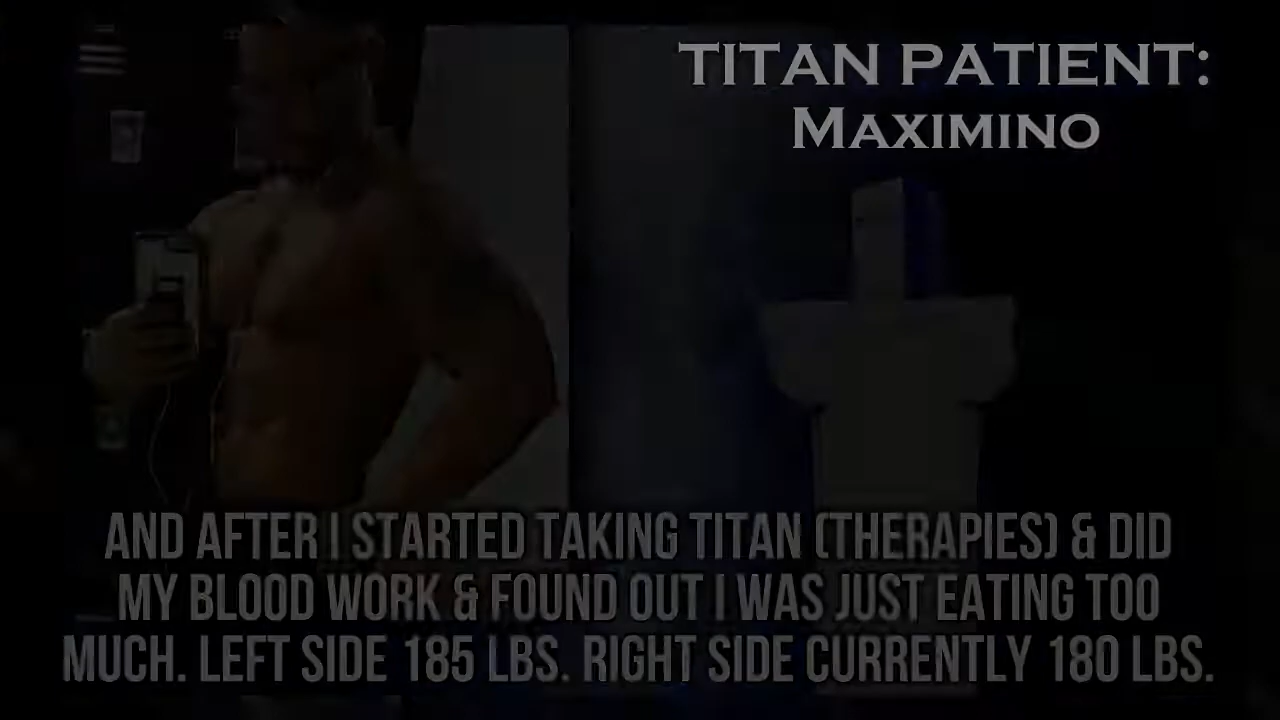 TITAN PATIENT:
MAXIMINO
AND AFTER I STARTED TAKING TITAN (THERAPIES) & DID
MY BLOOD WORK & FOUND OUT I WAS JUST EATING TOO
MUCH. LEFT SIDE 185 LBS. RIGHT SIDE CURRENTLY 180 LBS.